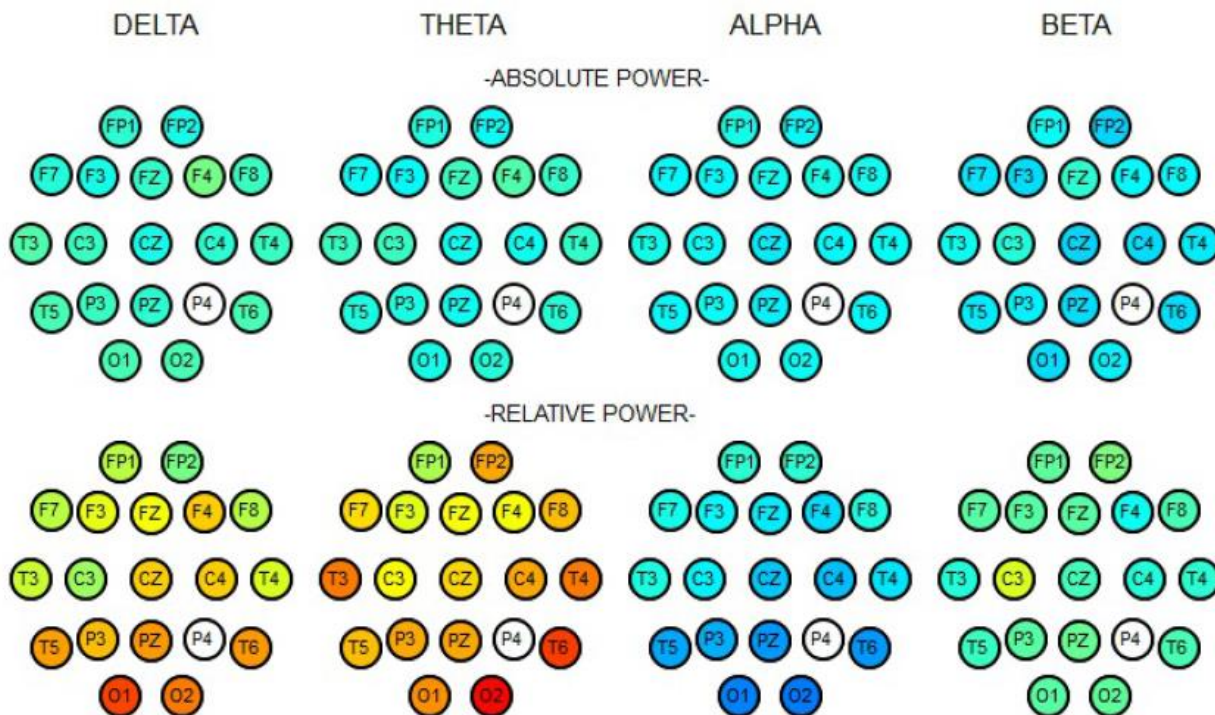 DELTA THETA ALPHA BETA
-ABSOLUTE POWER-
FP1 FP2 FP1 FP2 FP1 FP2 FP1 FP2
F7 F3 FZ F4 F8 F7 F3 FZ F4 F8 F7 F3 FZ F4 F8 F7 F3 FZ F4 F8
T3 C3 CZ C4 T4 T3 C3 CZ C4 T4 T3 C3 CZ C4 T4 T3 C3 CZ C4 T4
T5 P3 PZ P4 T6 T5 P3 PZ P4 T6 T5 P3 PZ P4 T6 T5 P3 PZ P4 T6
O1 O2 O1 O2 O1 O2 O1 O2
-RELATIVE POWER-
FP1 FP2 FP1 FP2 FP1 FP2 FP1 FP2
F7 F3 FZ F4 F8 F7 F3 FZ F4 F8 F7 F3 FZ F4 F8 F7 F3 FZ F4 F8
T3 C3 CZ C4 T4 T3 C3 CZ C4 T4 T3 C3 CZ C4 T4 T3 C3 CZ C4 T4
T5 P3 PZ P4 T6 T5 P3 PZ P4 T6 T5 P3 PZ P4 T6 T5 P3 PZ P4 T6
O1 O2 O1 O2 O1 O2 O1 O2